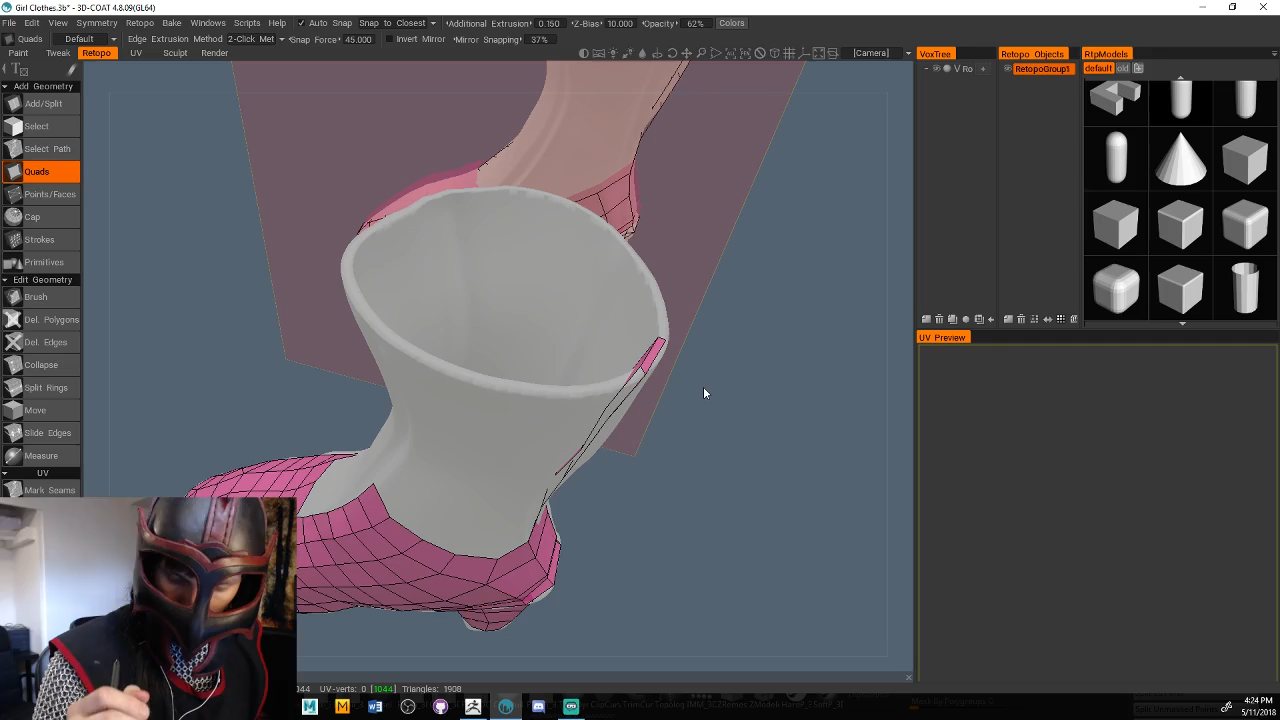 Girl Clothes.3b* - 3D-COAT 4.8.09(GL64)
File Edit View Symmetry Retopo Bake Windows Scripts Help Auto Snap Snap to Closest Additional Extrusion 0.150 Z-Bias 10.000 Opacity 62% Colors
Quads Default Edge Extrusion Method 2-Click Met Snap Force 45.000 Invert Mirror Mirror Snapping 37%
Paint Tweak Retopo UV Sculpt Render [Camera] VoxTree Retopo Objects RtpModels
V Ro RetopoGroup1 default old
Add Geometry
Add/Split
Select
Select Path
Quads
Points/Faces
Cap
Strokes
Primitives
Edit Geometry
Brush
Del. Polygons
Del. Edges
Collapse
Split Rings
Move
Slide Edges
Measure
UV
Mark Seams
UV Preview
044 UV-verts: 0 [1044] Triangles: 1908
4:24 PM
5/11/2018